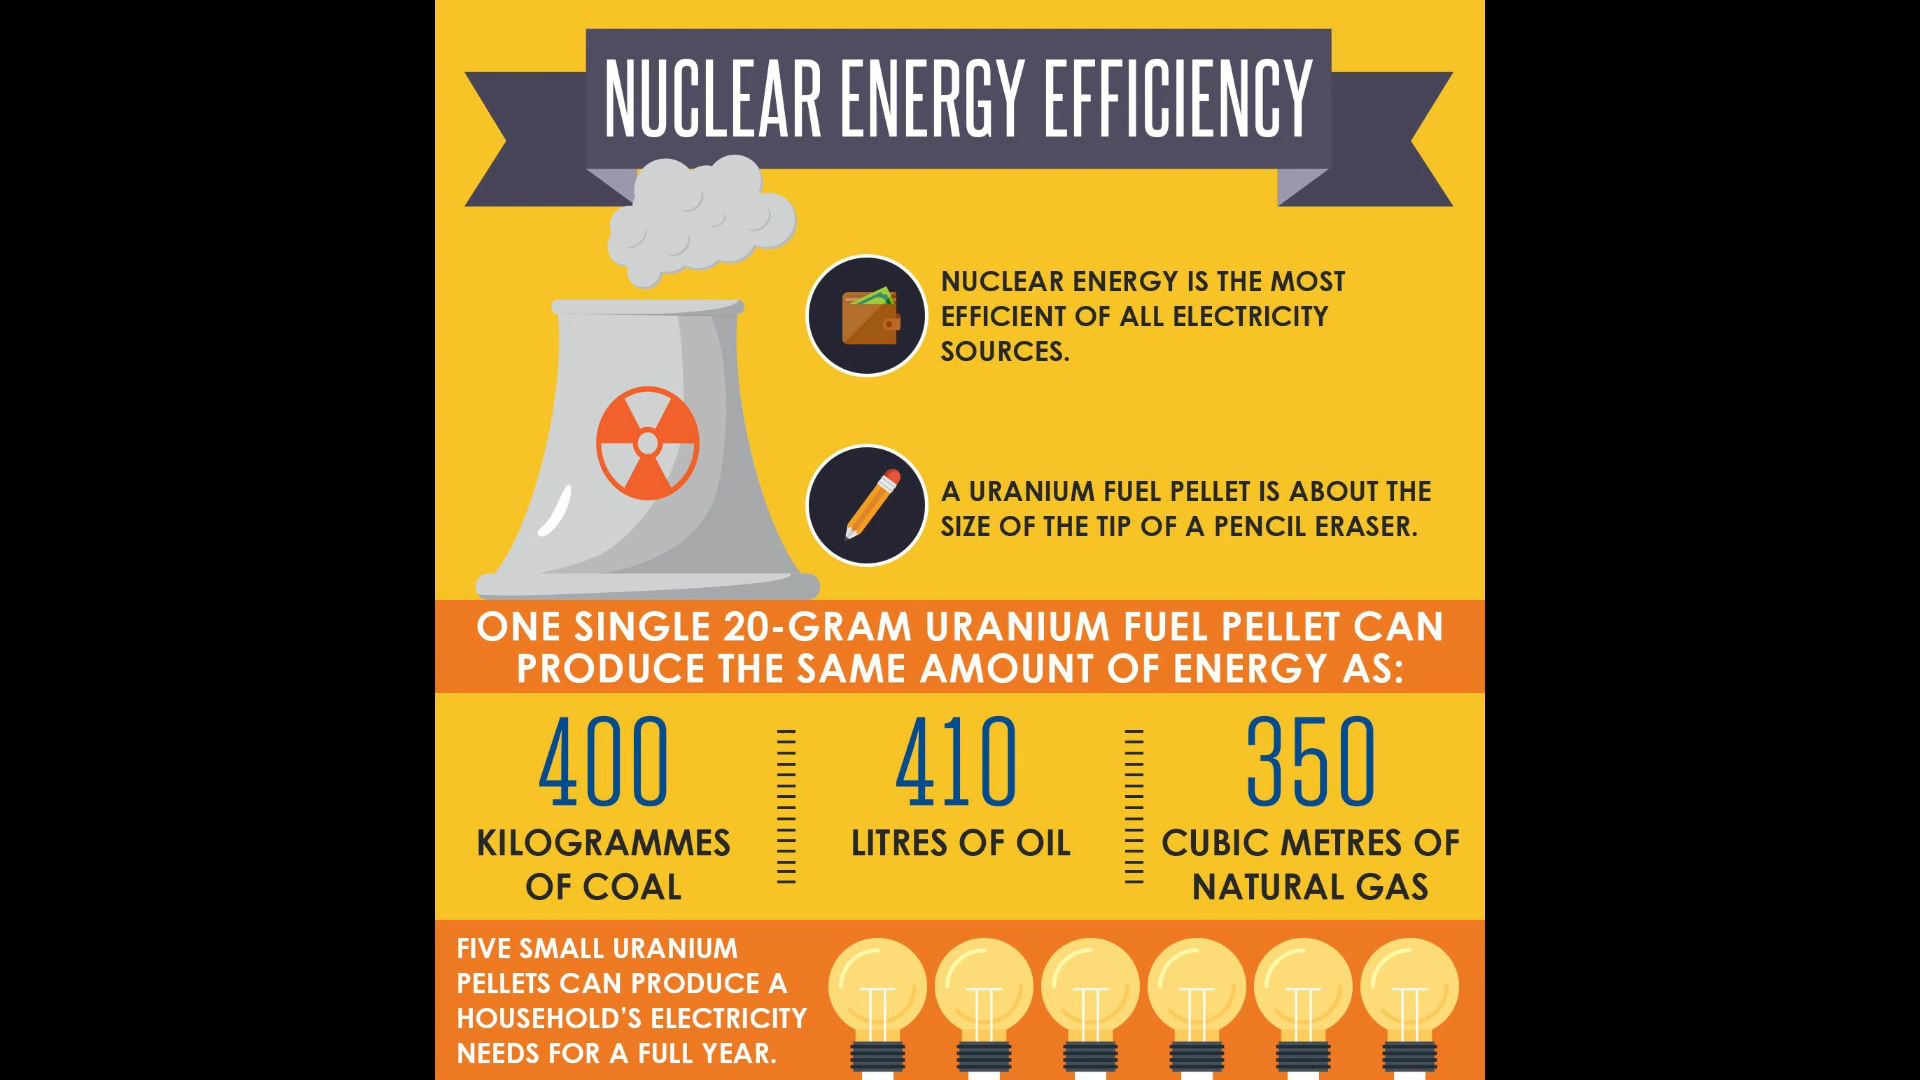 NUCLEAR ENERGY EFFICIENCY
NUCLEAR ENERGY IS THE MOST
EFFICIENT OF ALL ELECTRICITY
SOURCES.
A URANIUM FUEL PELLET IS ABOUT THE
SIZE OF THE TIP OF A PENCIL ERASER.
ONE SINGLE 20-GRAM URANIUM FUEL PELLET CAN
PRODUCE THE SAME AMOUNT OF ENERGY AS:
400
KILOGRAMMES
OF COAL
410
LITRES OF OIL
350
CUBIC METRES OF
NATURAL GAS
FIVE SMALL URANIUM
PELLETS CAN PRODUCE A
HOUSEHOLD'S ELECTRICITY
NEEDS FOR A FULL YEAR.